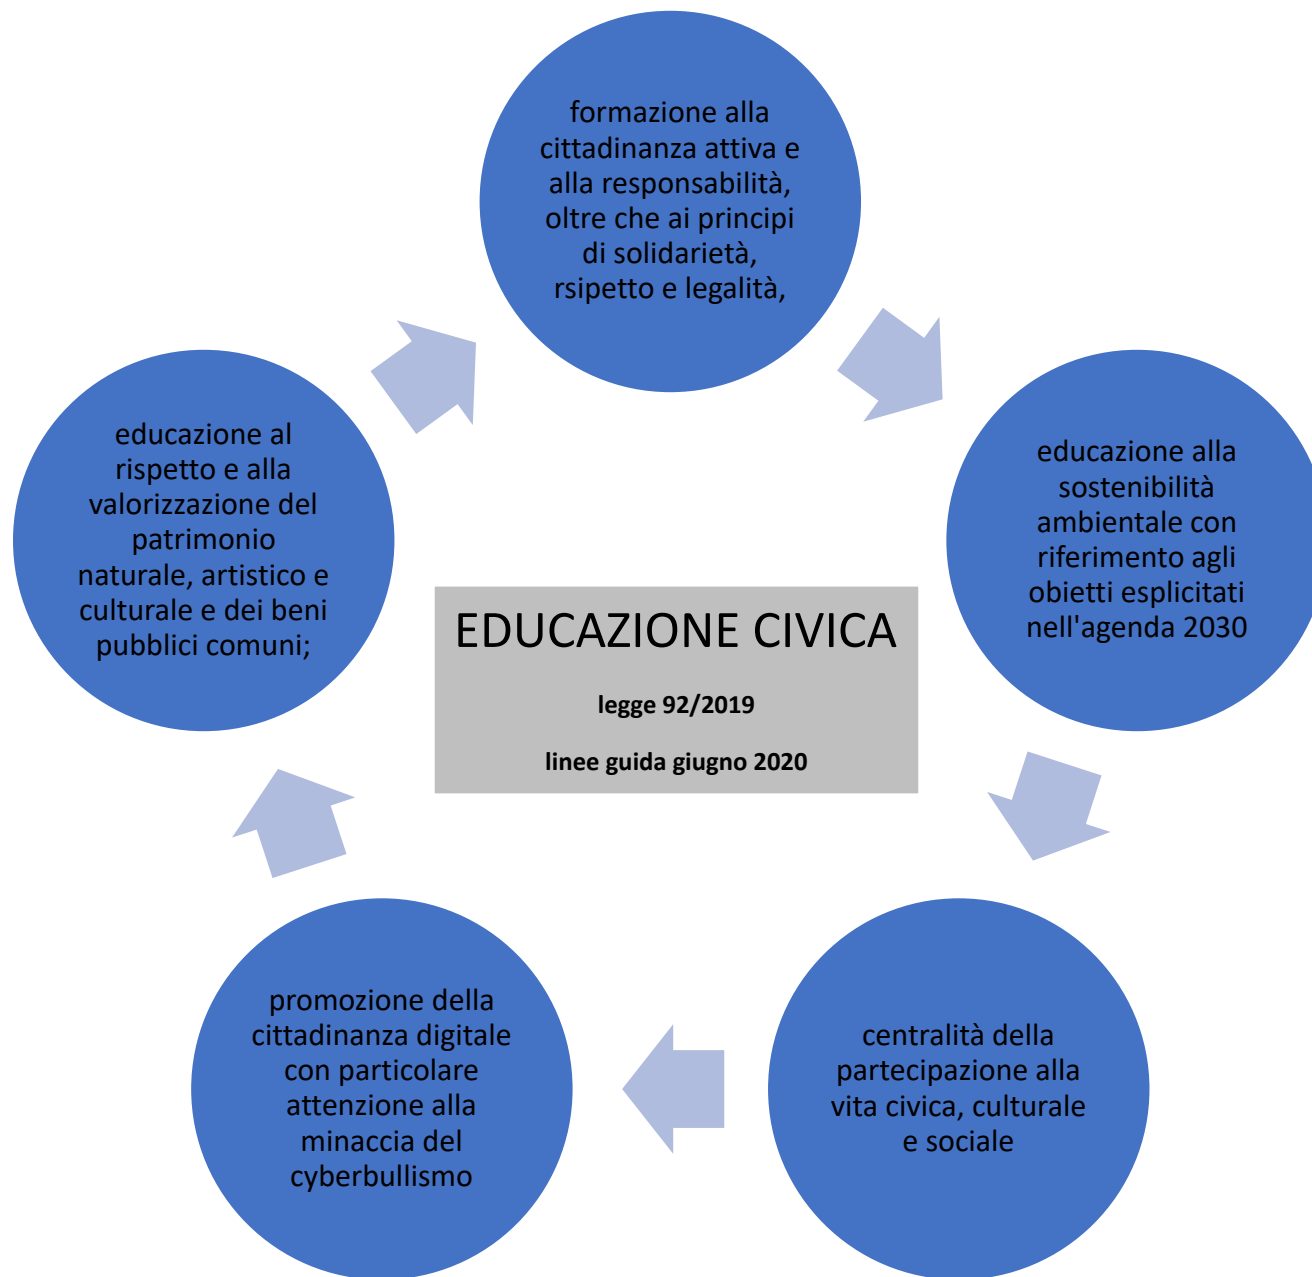 formazione alla
cittadinanza attiva e
alla responsabilità,
oltre che ai principi
di solidarietà,
rsipetto e legalità,
educazione alla
sostenibilità
ambientale con
riferimento agli
obietti esplicitati
nell'agenda 2030
centralità della
partecipazione alla
vita civica, culturale
e sociale
promozione della
cittadinanza digitale
con particolare
attenzione alla
minaccia del
cyberbullismo
educazione al
rispetto e alla
valorizzazione del
patrimonio
naturale, artistico e
culturale e dei beni
pubblici comuni;
EDUCAZIONE CIVICA
legge 92/2019
linee guida giugno 2020